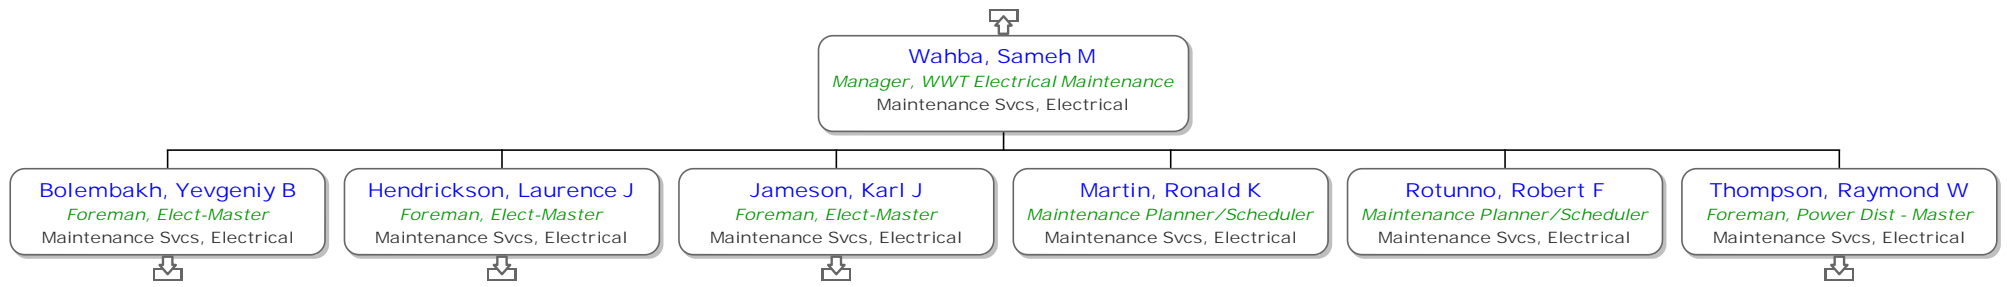 Wahba, Sameh M
Manager, WWT Electrical Maintenance
Maintenance Svcs, Electrical
Bolembakh, Yevgeniy B
Foreman, Elect-Master
Maintenance Svcs, Electrical
Hendrickson, Laurence J
Foreman, Elect-Master
Maintenance Svcs, Electrical
Jameson, Karl J
Foreman, Elect-Master
Maintenance Svcs, Electrical
Martin, Ronald K
Maintenance Planner/Scheduler
Maintenance Svcs, Electrical
Rotunno, Robert F
Maintenance Planner/Scheduler
Maintenance Svcs, Electrical
Thompson, Raymond W
Foreman, Power Dist - Master
Maintenance Svcs, Electrical